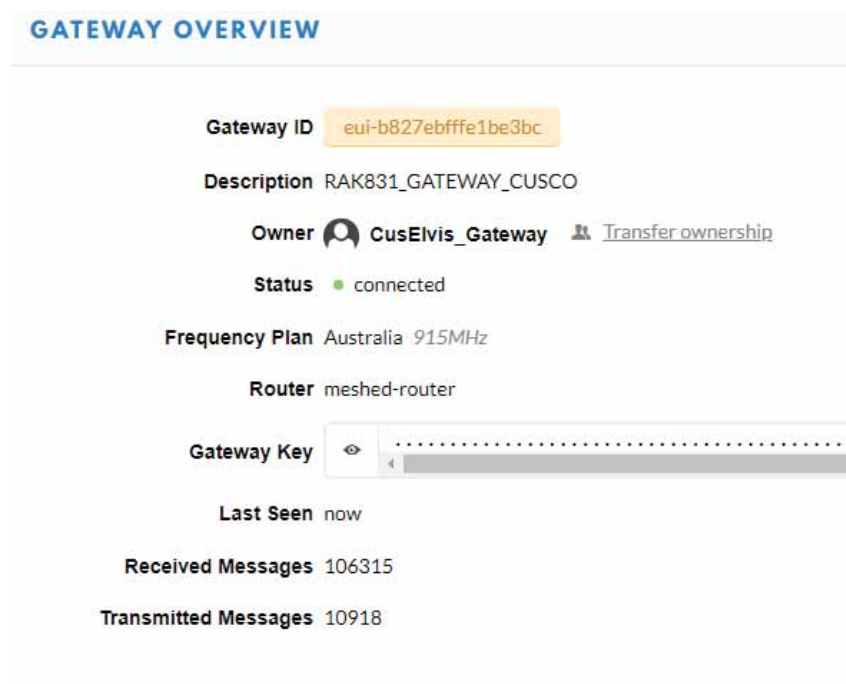 GATEWAY OVERVIEW
Gateway ID eui-b827ebfffe1be3bc
Description RAK831_GATEWAY_CUSCO
Owner CusElvis_Gateway Transfer ownership
Status connected
Frequency Plan Australia 915MHz
Router meshed-router
Gateway Key
Last Seen now
Received Messages 106315
Transmitted Messages 10918